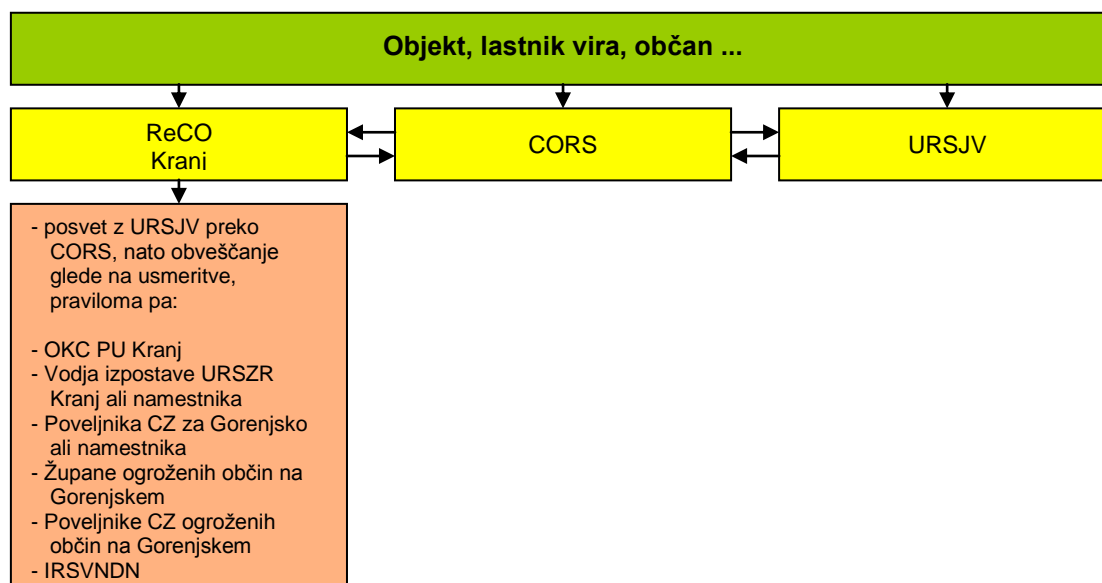 Objekt, lastnik vira, občan ...
ReCO
Kranj
CORS
URSJV
- posvet z URSJV preko
CORS, nato obveščanje
glede na usmeritve,
praviloma pa:
- OKC PU Kranj
- Vodja izpostave URSZR
Kranj ali namestnika
- Poveljnika CZ za Gorenjsko
ali namestnika
- Župane ogroženih občin na
Gorenjskem
- Poveljnike CZ ogroženih
občin na Gorenjskem
- IRSVNDN